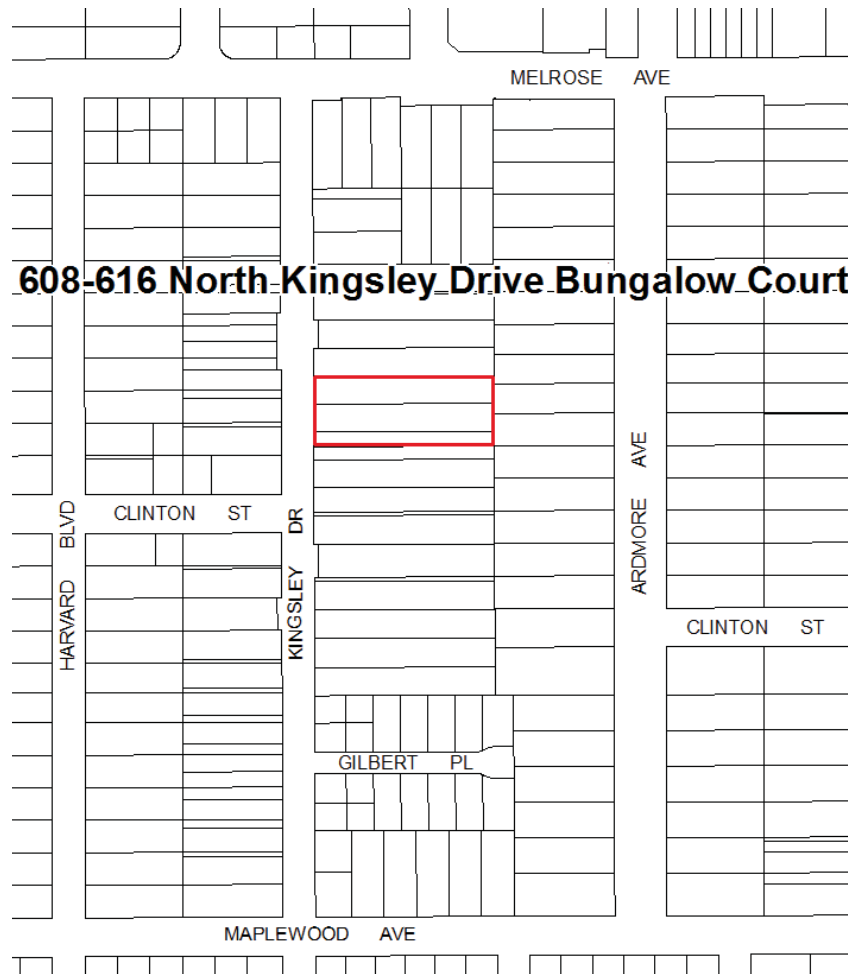 MELROSE AVE
608-616 North Kingsley Drive Bungalow Court
CLINTON ST
HARVARD BLVD
KINGSLEY DR
ARDMORE AVE
CLINTON ST
GILBERT PL
MAPLEWOOD AVE